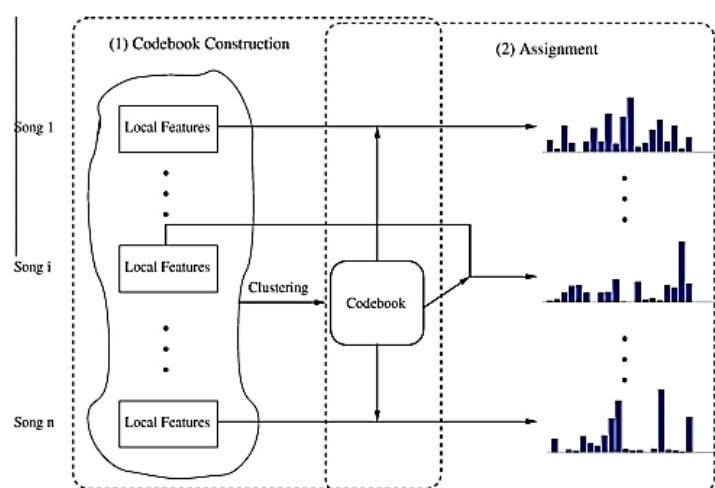 (1) Codebook Construction
(2) Assignment
Song 1
Local Features
Song i
Local Features
Clustering
Codebook
Song n
Local Features